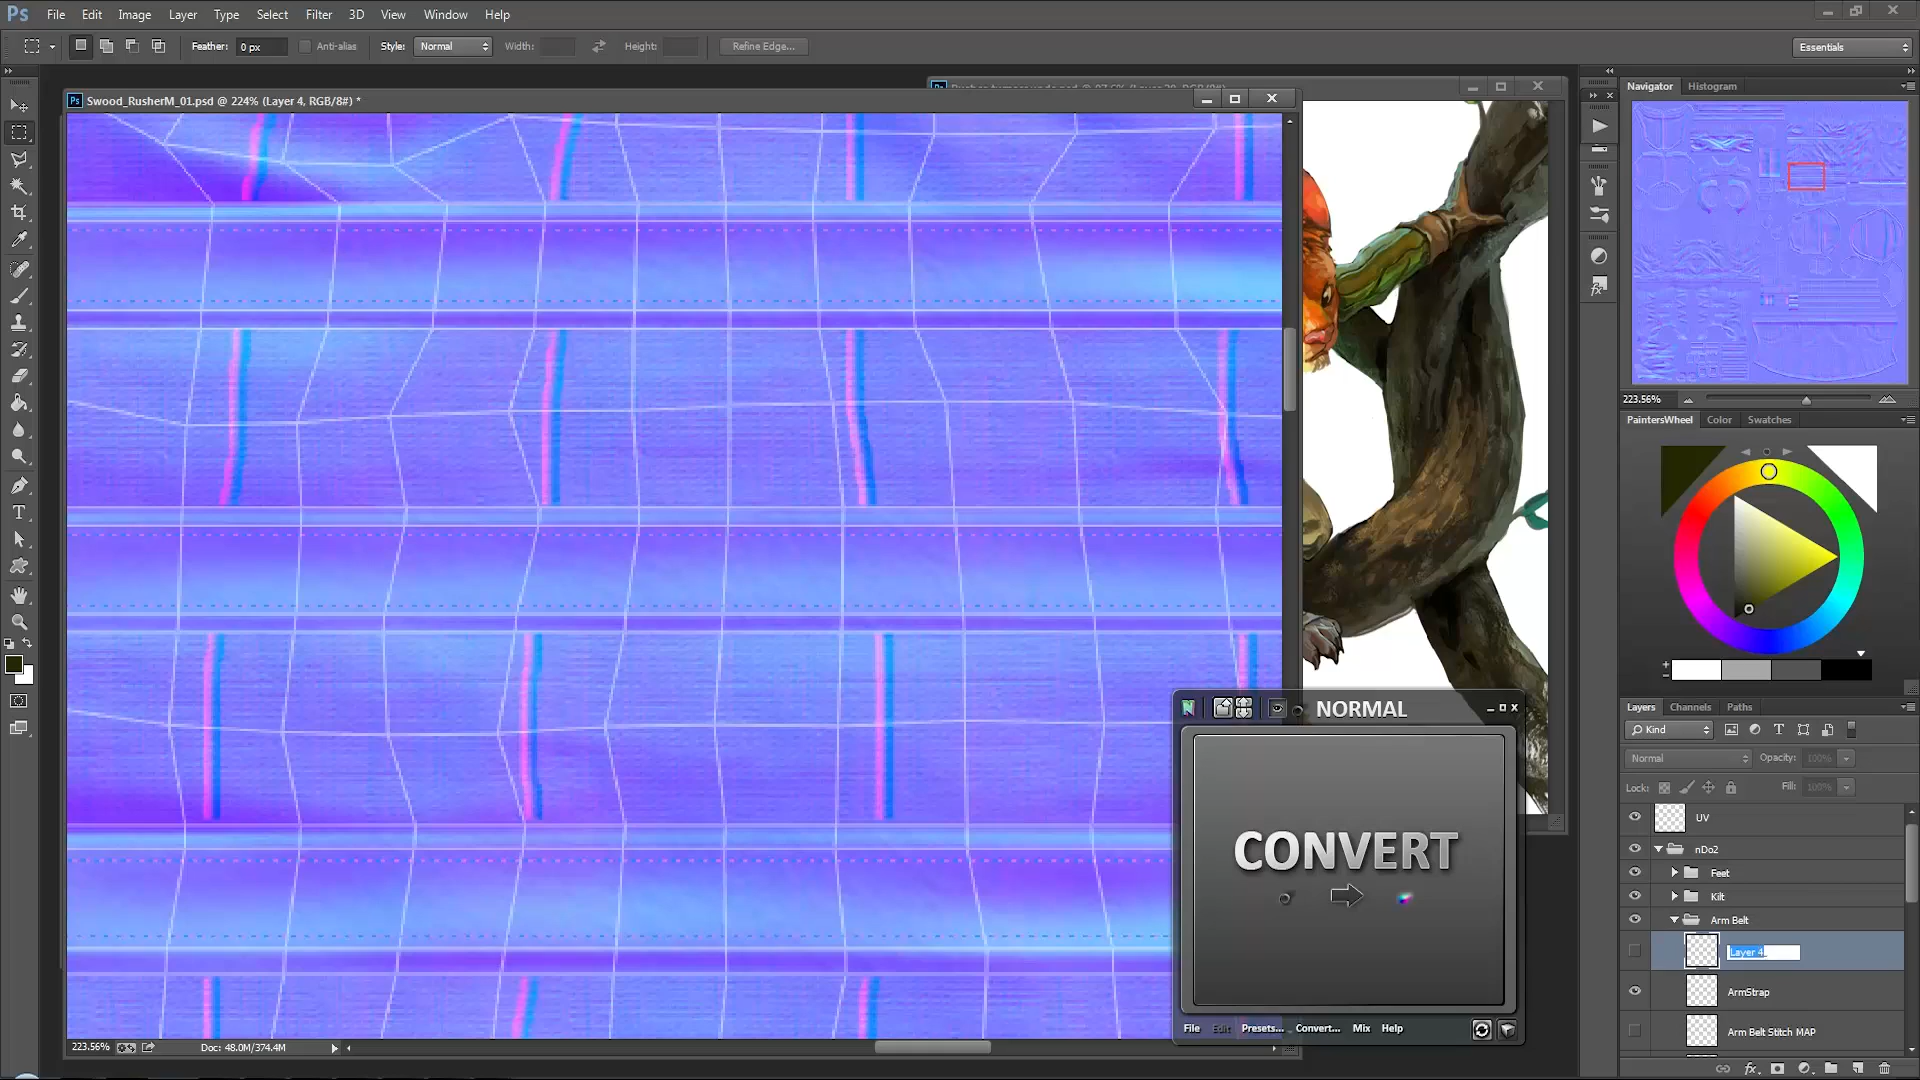 Ps File Edit Image Layer Type Select Filter 3D View Window Help
Feather: 0 px Anti-alias Style: Normal Width: Height: Refine Edge... Essentials
Swood_RusherM_01.psd @ 224% (Layer 4, RGB/8#) *
Navigator Histogram
223.56%
PaintersWheel Color Swatches
Layers Channels Paths
Kind
Normal Opacity: 100%
Lock: Fill: 100%
UV
nDo2
Feet
Kilt
Arm Belt
Layer 4
ArmStrap
Arm Belt Stitch MAP
NORMAL
CONVERT
File Edit Presets... Convert... Mix Help
223.56% Doc: 48.0M/374.4M